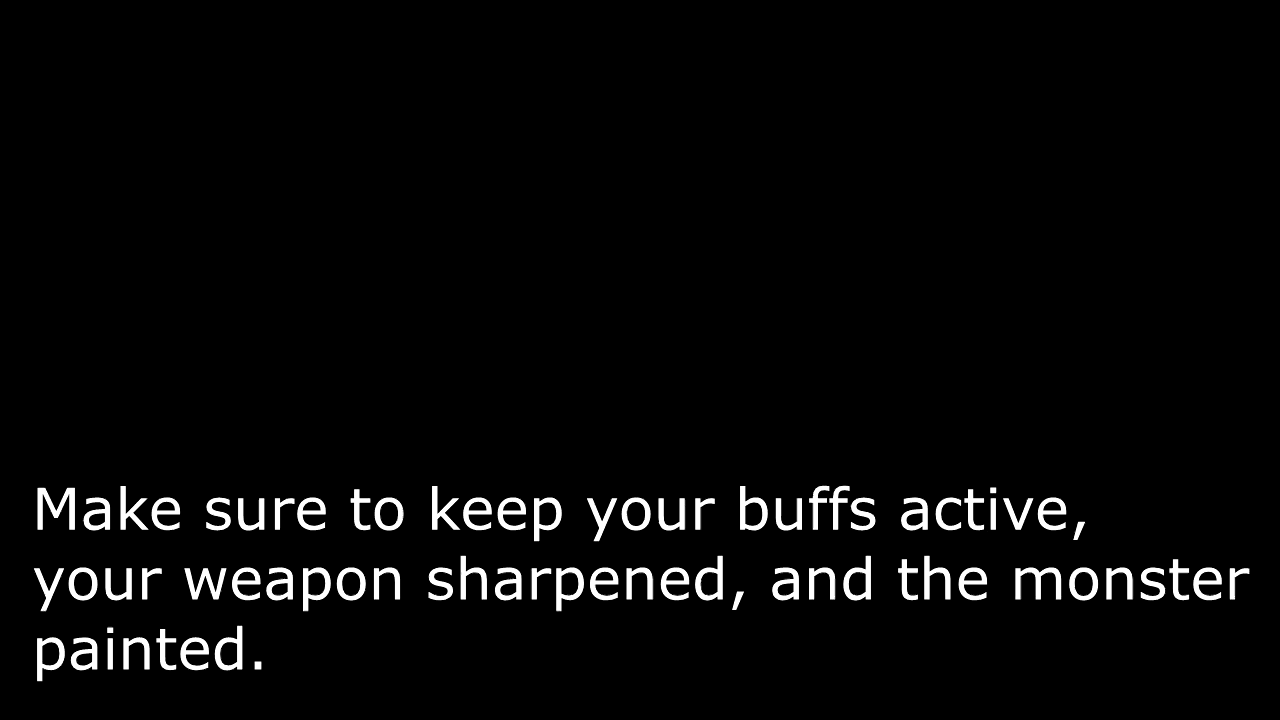 Make sure to keep your buffs active,
your weapon sharpened, and the monster
painted.